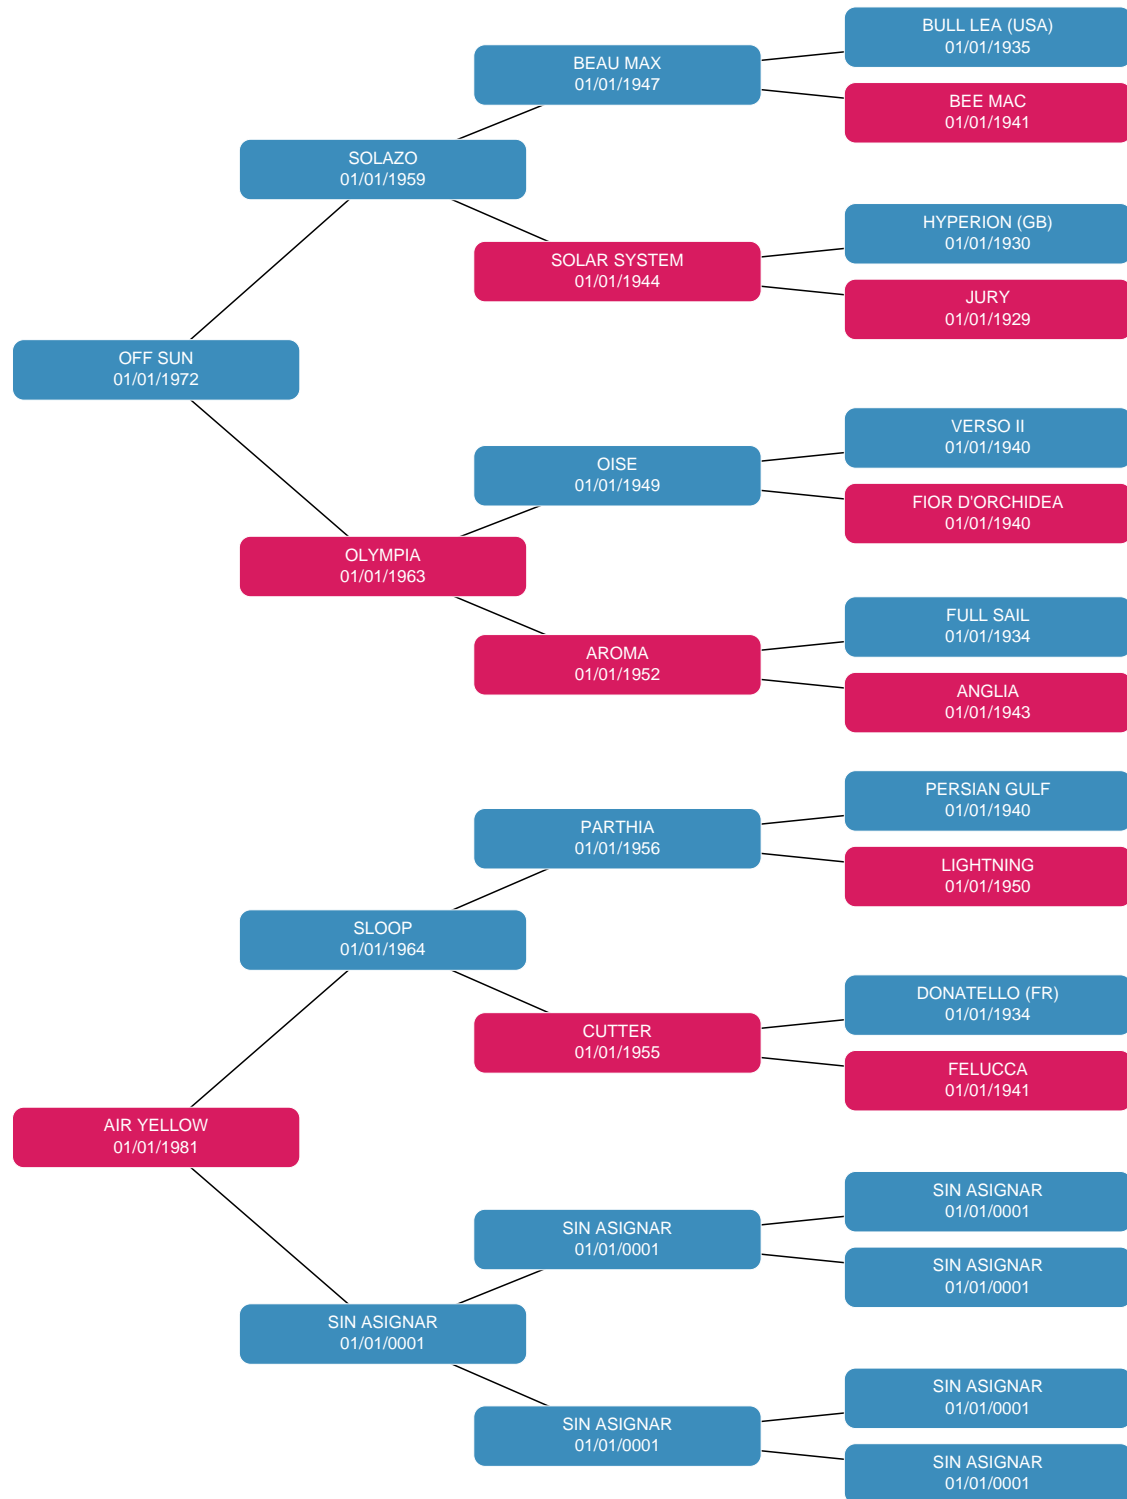 BULL LEA (USA)
01/01/1935
BEAU MAX
01/01/1947
BEE MAC
01/01/1941
SOLAZO
01/01/1959
HYPERION (GB)
01/01/1930
SOLAR SYSTEM
01/01/1944
JURY
01/01/1929
OFF SUN
01/01/1972
VERSO II
01/01/1940
OISE
01/01/1949
FIOR D'ORCHIDEA
01/01/1940
OLYMPIA
01/01/1963
FULL SAIL
01/01/1934
AROMA
01/01/1952
ANGLIA
01/01/1943
PERSIAN GULF
01/01/1940
PARTHIA
01/01/1956
LIGHTNING
01/01/1950
SLOOP
01/01/1964
DONATELLO (FR)
01/01/1934
CUTTER
01/01/1955
FELUCCA
01/01/1941
AIR YELLOW
01/01/1981
SIN ASIGNAR
01/01/0001
SIN ASIGNAR
01/01/0001
SIN ASIGNAR
01/01/0001
SIN ASIGNAR
01/01/0001
SIN ASIGNAR
01/01/0001
SIN ASIGNAR
01/01/0001
SIN ASIGNAR
01/01/0001